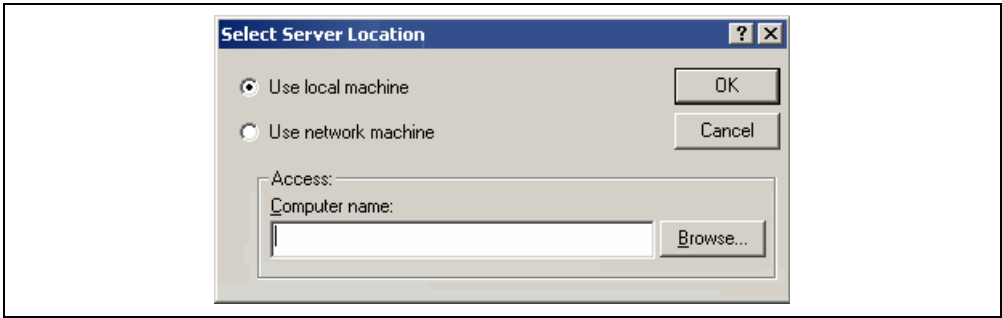 Select Server Location
Use local machine
OK
Use network machine
Cancel
Access:
Computer name:
Browse...